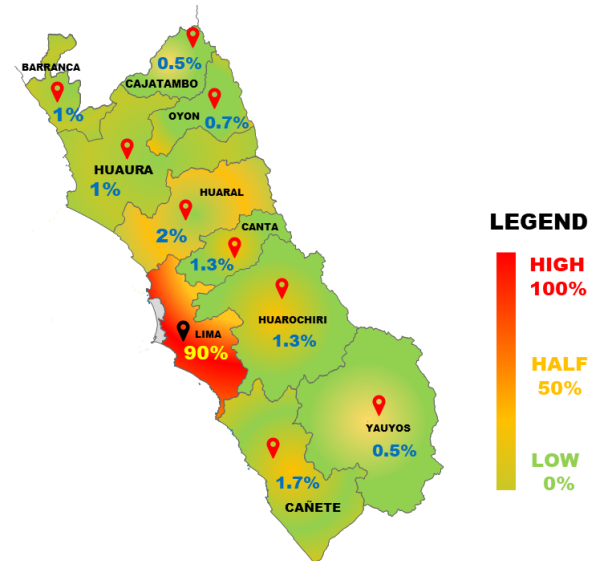 BARRANCA
1%
0.5%
CAJATAMBO
OYON
0.7%
HUAURA
1%
HUARAL
2%
CANTA
1.3%
LIMA
90%
HUAROCHIRI
1.3%
YAUYOS
0.5%
1.7%
CAÑETE
LEGEND
HIGH
100%
HALF
50%
LOW
0%